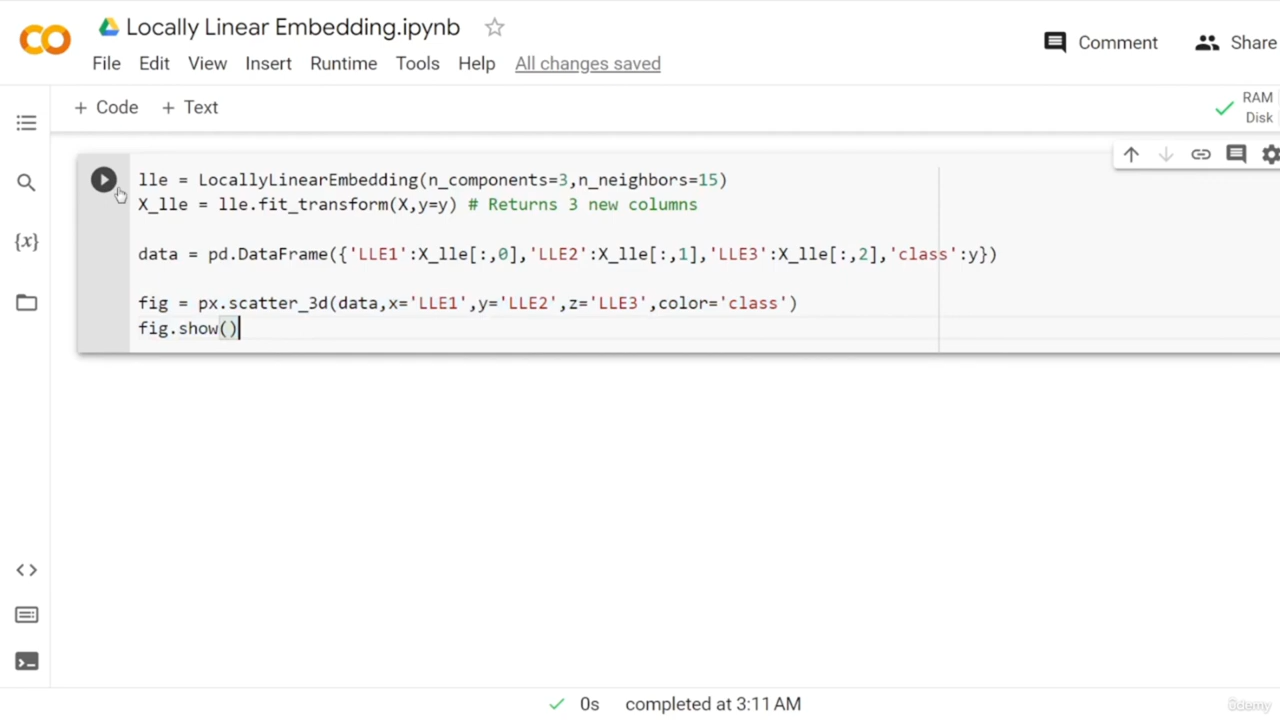 Locally Linear Embedding.ipynb
File Edit View Insert Runtime Tools Help All changes saved
Comment Share
+ Code + Text
RAM
Disk
{x}
lle = LocallyLinearEmbedding(n_components=3,n_neighbors=15)
X_lle = lle.fit_transform(X,y=y) # Returns 3 new columns
data = pd.DataFrame({'LLE1':X_lle[:,0],'LLE2':X_lle[:,1],'LLE3':X_lle[:,2],'class':y})
fig = px.scatter_3d(data,x='LLE1',y='LLE2',z='LLE3',color='class')
fig.show()
0s completed at 3:11 AM
ûdemy